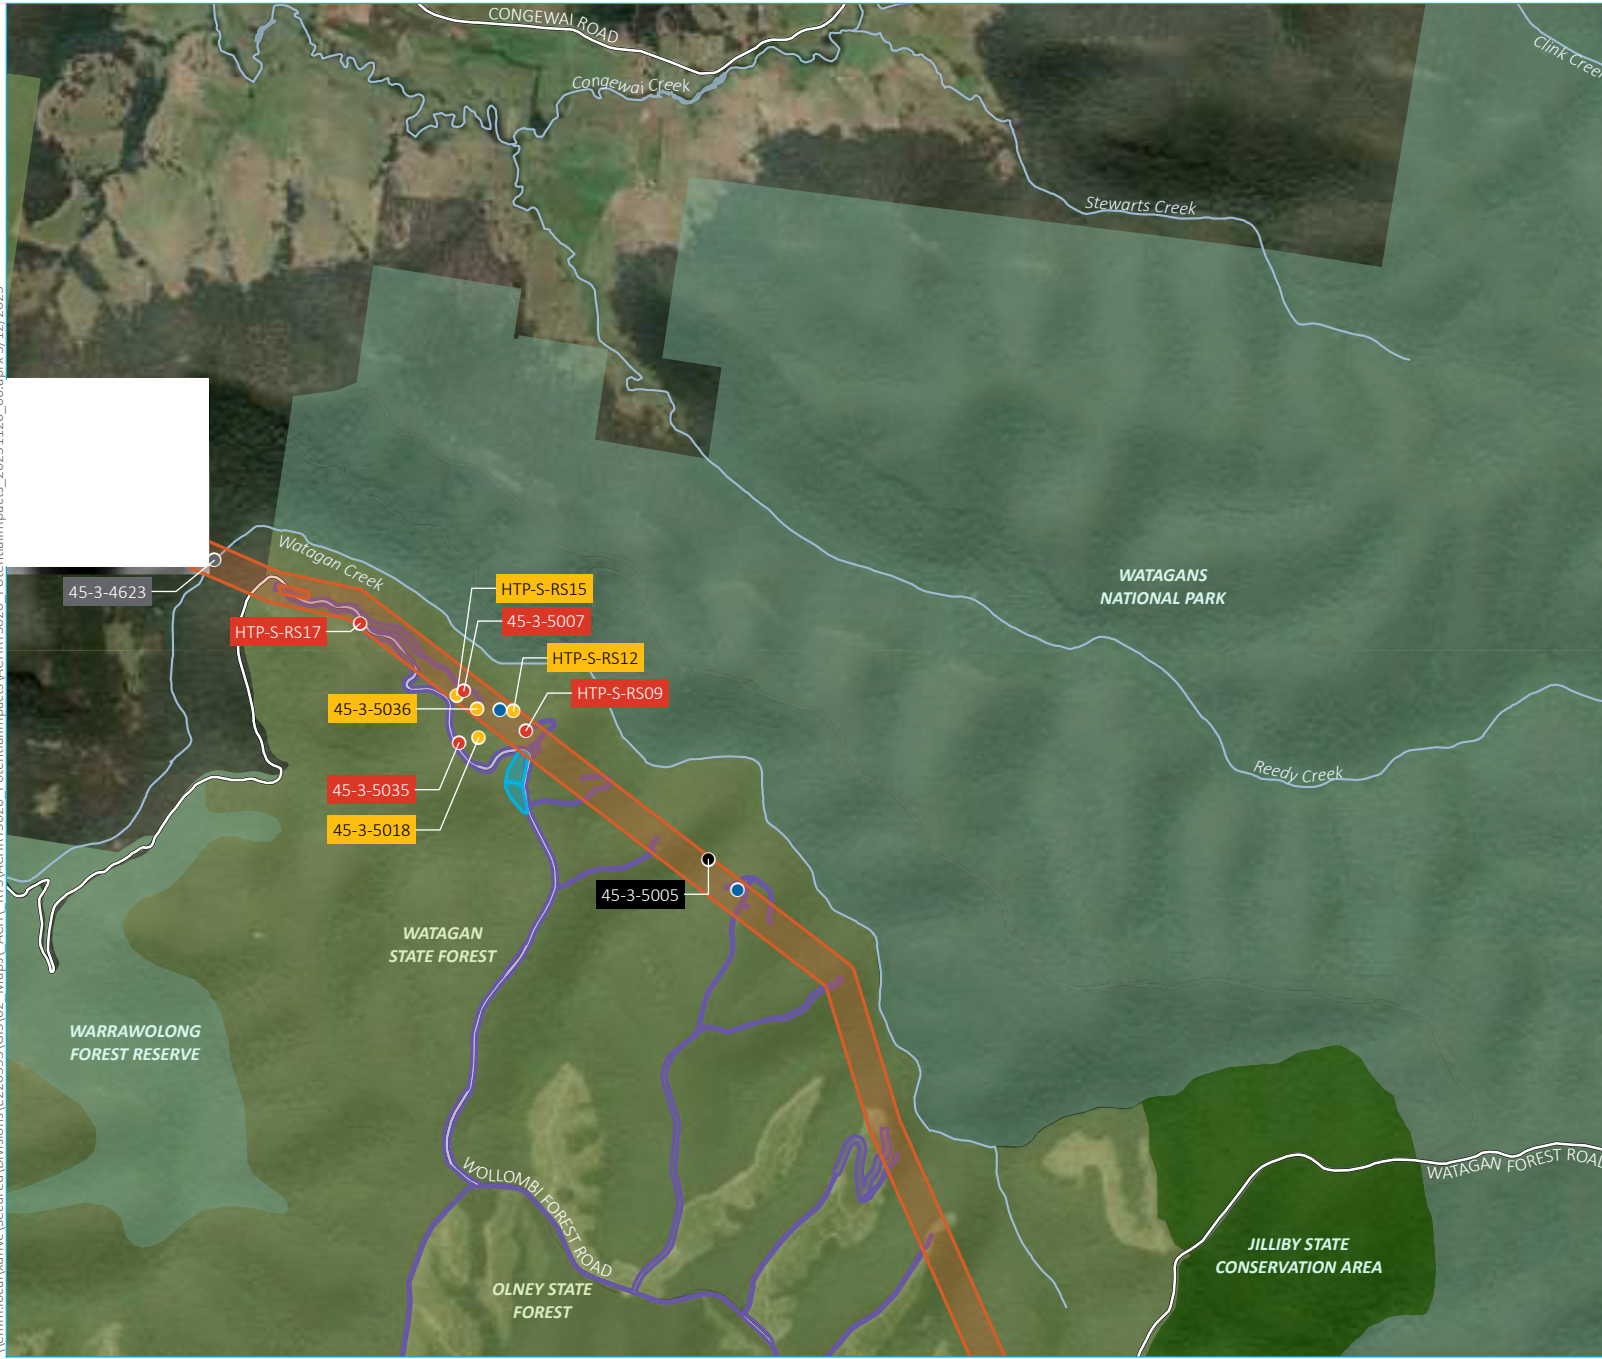 CONGEWAI ROAD
Congewai Creek
Clink Creek
Stewarts Creek
Watagan Creek
45-3-4623
HTP-S-RS15
45-3-5007
HTP-S-RS17
HTP-S-RS12
HTP-S-RS09
45-3-5036
45-3-5035
45-3-5018
45-3-5005
WATAGANS
NATIONAL PARK
Reedy Creek
WATAGAN
STATE FOREST
WARRAWOLONG
FOREST RESERVE
WOLLOMBI FOREST ROAD
WATAGAN FOREST ROAD
JILLIBY STATE
CONSERVATION AREA
OLNEY STATE
FOREST